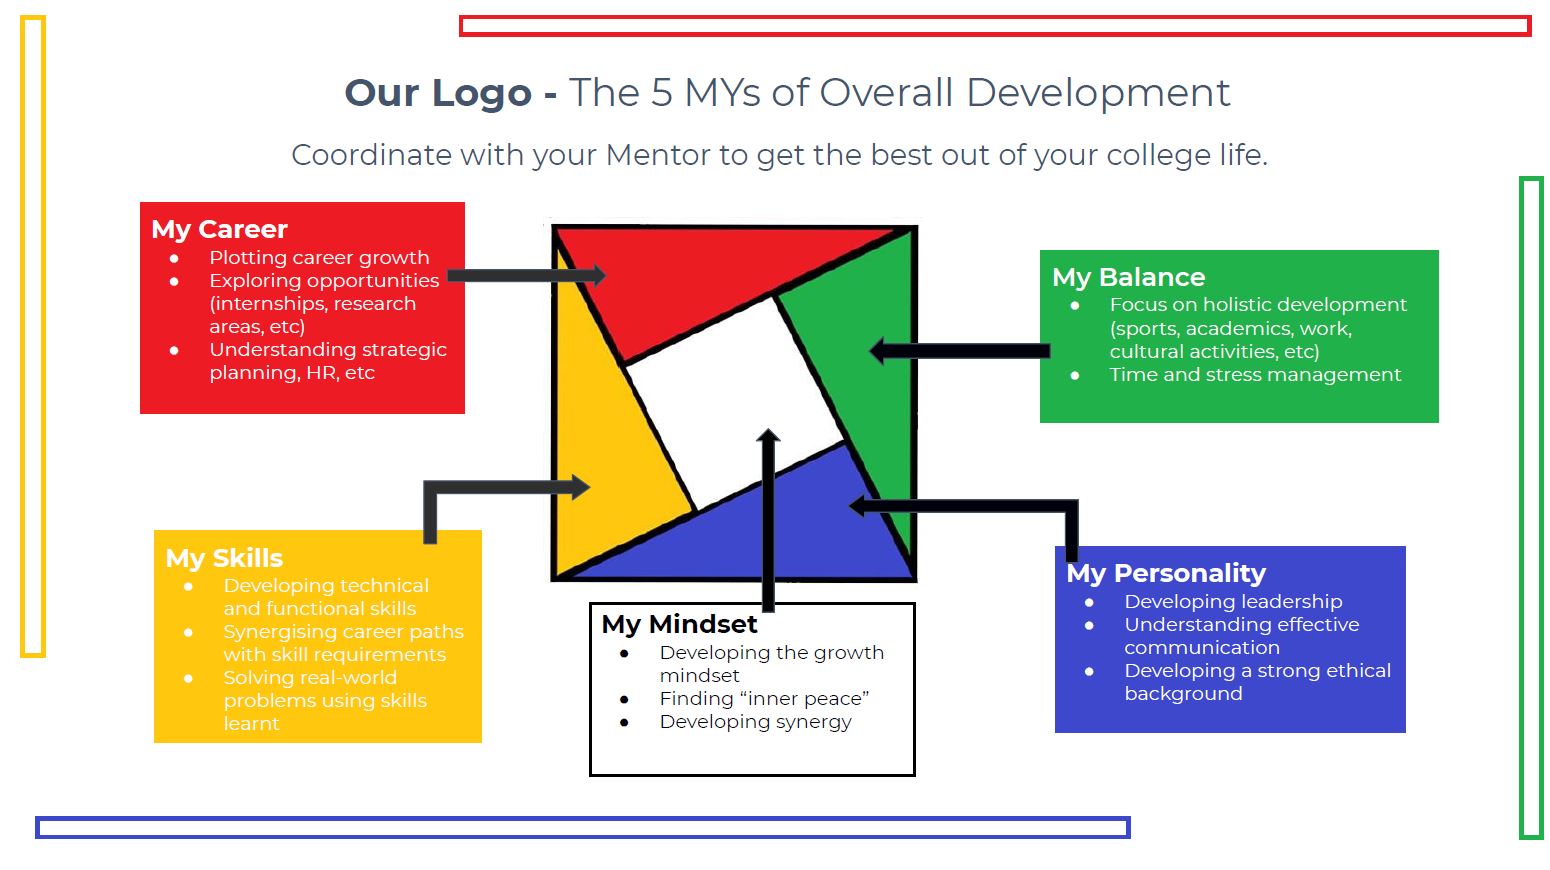 Our Logo - The 5 MYs of Overall Development
Coordinate with your Mentor to get the best out of your college life.
My Career
● Plotting career growth
● Exploring opportunities
(internships, research
areas, etc)
● Understanding strategic
planning, HR, etc
My Balance
● Focus on holistic development
(sports, academics, work,
cultural activities, etc)
● Time and stress management
My Skills
● Developing technical
and functional skills
● Synergising career paths
with skill requirements
● Solving real-world
problems using skills
learnt
My Mindset
● Developing the growth
mindset
● Finding “inner peace”
● Developing synergy
My Personality
● Developing leadership
● Understanding effective
communication
● Developing a strong ethical
background